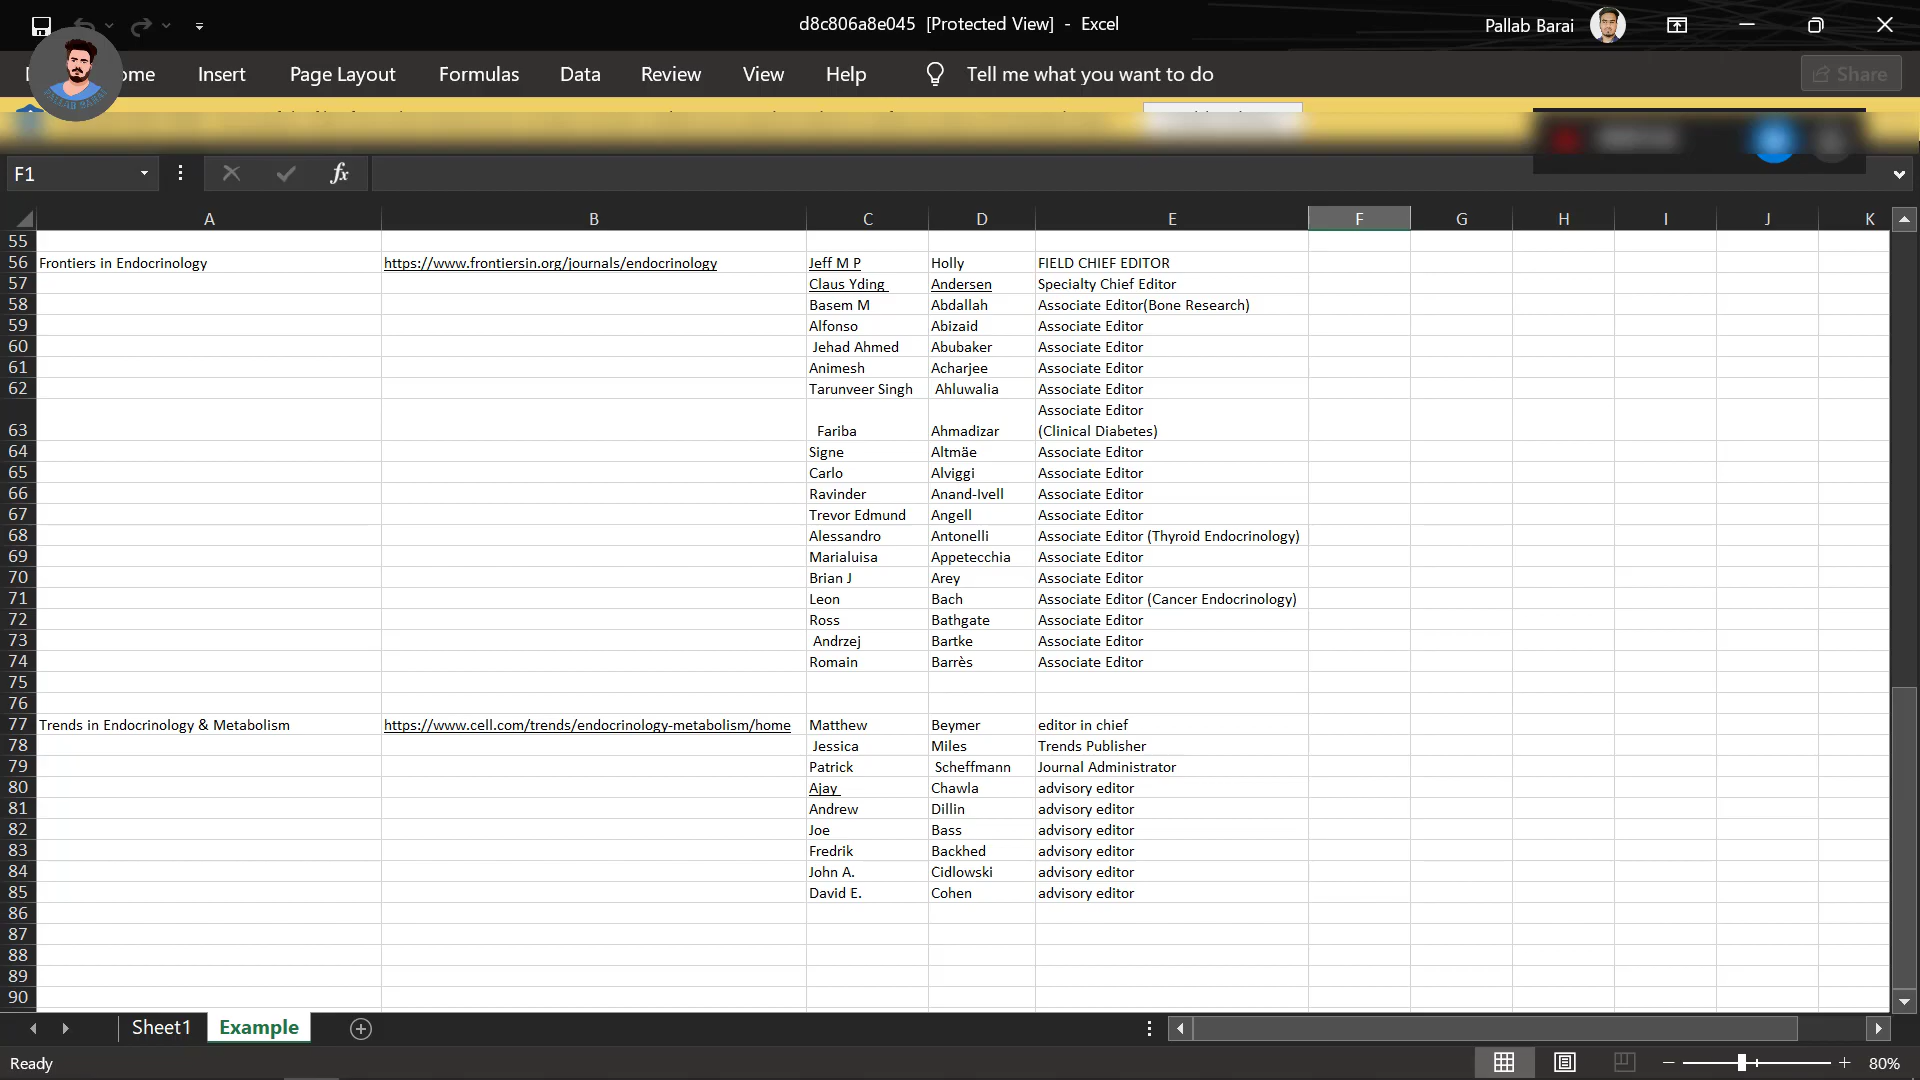 d8c806a8e045 [Protected View] - Excel
Pallab Barai
ome Insert Page Layout Formulas Data Review View Help Tell me what you want to do Share
PALLAB BARAI
F1 fx
A B C D E F G H I J K
55
56 Frontiers in Endocrinology https://www.frontiersin.org/journals/endocrinology Jeff M P Holly FIELD CHIEF EDITOR
57 Claus Yding Andersen Specialty Chief Editor
58 Basem M Abdallah Associate Editor(Bone Research)
59 Alfonso Abizaid Associate Editor
60 Jehad Ahmed Abubaker Associate Editor
61 Animesh Acharjee Associate Editor
62 Tarunveer Singh Ahluwalia Associate Editor
Associate Editor
63 Fariba Ahmadizar (Clinical Diabetes)
64 Signe Altmäe Associate Editor
65 Carlo Alviggi Associate Editor
66 Ravinder Anand-Ivell Associate Editor
67 Trevor Edmund Angell Associate Editor
68 Alessandro Antonelli Associate Editor (Thyroid Endocrinology)
69 Marialuisa Appetecchia Associate Editor
70 Brian J Arey Associate Editor
71 Leon Bach Associate Editor (Cancer Endocrinology)
72 Ross Bathgate Associate Editor
73 Andrzej Bartke Associate Editor
74 Romain Barrès Associate Editor
75
76
77 Trends in Endocrinology & Metabolism https://www.cell.com/trends/endocrinology-metabolism/home Matthew Beymer editor in chief
78 Jessica Miles Trends Publisher
79 Patrick Scheffmann Journal Administrator
80 Ajay Chawla advisory editor
81 Andrew Dillin advisory editor
82 Joe Bass advisory editor
83 Fredrik Backhed advisory editor
84 John A. Cidlowski advisory editor
85 David E. Cohen advisory editor
86
87
88
89
90
Sheet1 Example
Ready 80%